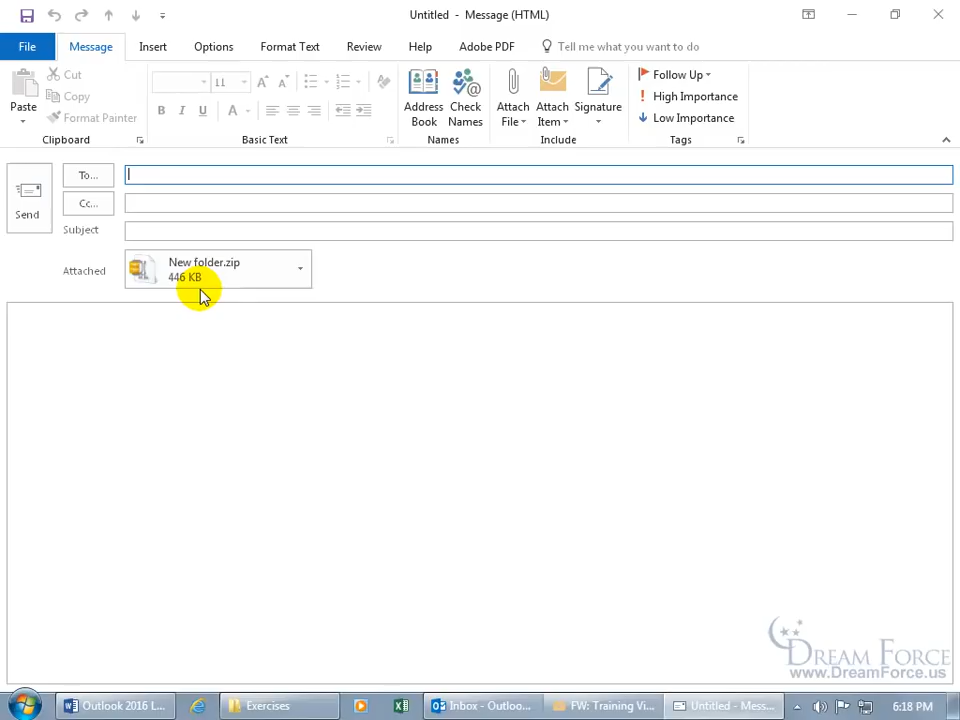 Untitled - Message (HTML)
File Message Insert Options Format Text Review Help Adobe PDF Tell me what you want to do
Paste
Cut
Copy
Format Painter
Clipboard
11
B I U A
Basic Text
Address Book
Check Names
Names
Attach File
Attach Item
Signature
Include
Follow Up
High Importance
Low Importance
Tags
Send
To...
Cc...
Subject
Attached
New folder.zip
446 KB
DREAM FORCE
www.DreamForce.us
Outlook 2016 L... Exercises Inbox - Outloo... FW: Training Vi... Untitled - Mess... 6:18 PM